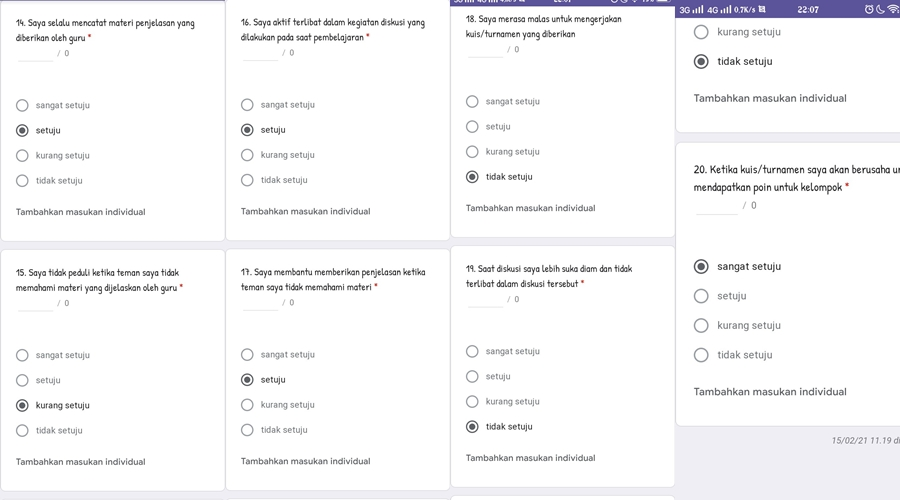 14. Saya selalu mencatat materi penjelasan yang
diberikan oleh guru *
/ 0
sangat setuju
setuju
kurang setuju
tidak setuju
Tambahkan masukan individual
15. Saya tidak peduli ketika teman saya tidak
memahami materi yang dijelaskan oleh guru *
/ 0
sangat setuju
setuju
kurang setuju
tidak setuju
Tambahkan masukan individual
16. Saya aktif terlibat dalam kegiatan diskusi yang
dilakukan pada saat pembelajaran *
/ 0
sangat setuju
setuju
kurang setuju
tidak setuju
Tambahkan masukan individual
17. Saya membantu memberikan penjelasan ketika
teman saya tidak memahami materi *
/ 0
sangat setuju
setuju
kurang setuju
tidak setuju
Tambahkan masukan individual
18. Saya merasa malas untuk mengerjakan
kuis/turnamen yang diberikan
/ 0
sangat setuju
setuju
kurang setuju
tidak setuju
Tambahkan masukan individual
19. Saat diskusi saya lebih suka diam dan tidak
terlibat dalam diskusi tersebut *
/ 0
sangat setuju
setuju
kurang setuju
tidak setuju
Tambahkan masukan individual
3G 4G 0,7K/s 22:07
kurang setuju
tidak setuju
Tambahkan masukan individual
20. Ketika kuis/turnamen saya akan berusaha
mendapatkan poin untuk kelompok *
/ 0
sangat setuju
setuju
kurang setuju
tidak setuju
Tambahkan masukan individual
15/02/21 11.19